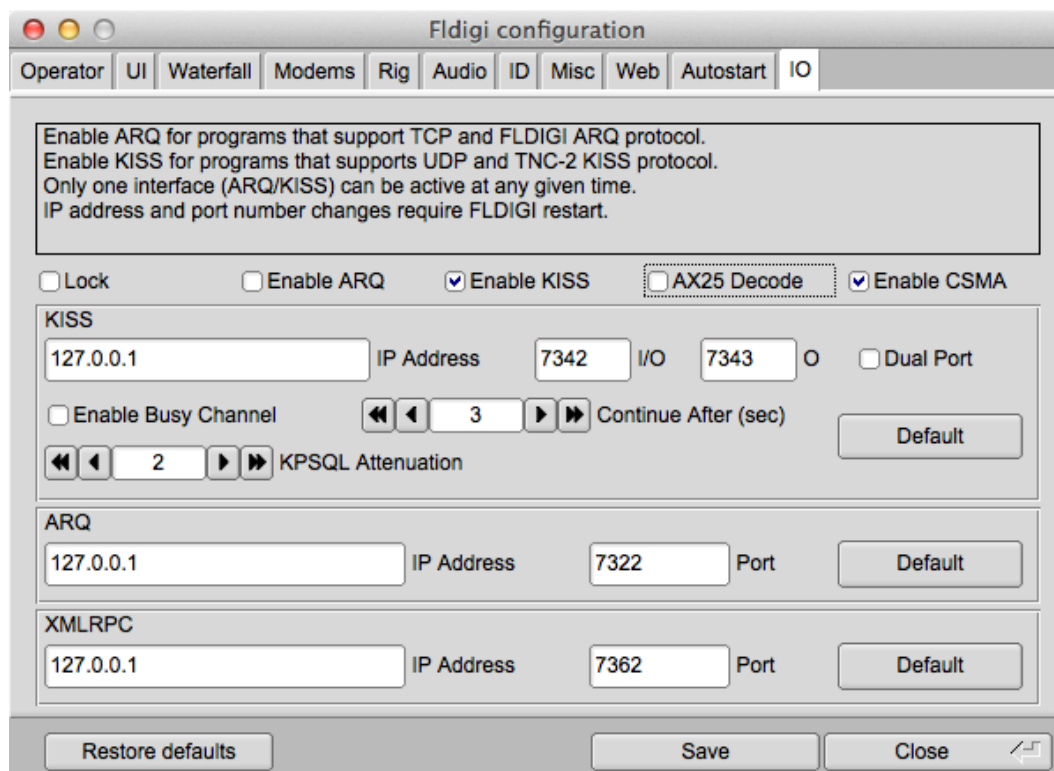 Fldigi configuration
Operator UI Waterfall Modems Rig Audio ID Misc Web Autostart IO
Enable ARQ for programs that support TCP and FLDIGI ARQ protocol.
Enable KISS for programs that supports UDP and TNC-2 KISS protocol.
Only one interface (ARQ/KISS) can be active at any given time.
IP address and port number changes require FLDIGI restart.
Lock Enable ARQ Enable KISS AX25 Decode Enable CSMA
KISS
127.0.0.1 IP Address 7342 I/O 7343 O Dual Port
Enable Busy Channel 3 Continue After (sec)
Default
2 KPSQL Attenuation
ARQ
127.0.0.1 IP Address 7322 Port Default
XMLRPC
127.0.0.1 IP Address 7362 Port Default
Restore defaults Save Close